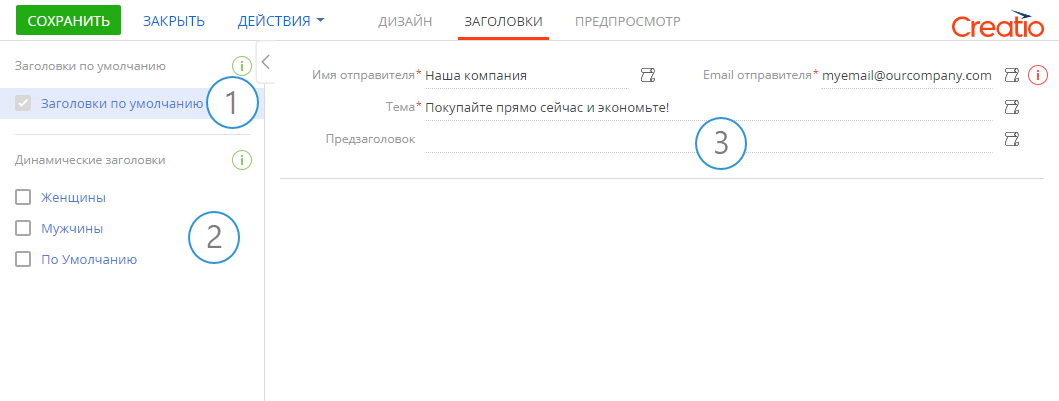 СОХРАНИТЬ ЗАКРЫТЬ ДЕЙСТВИЯ ДИЗАЙН ЗАГОЛОВКИ ПРЕДПРОСМОТР Creatio
Заголовки по умолчанию
Заголовки по умолчанию 1
Динамические заголовки
Женщины
Мужчины
По Умолчанию
2
Имя отправителя* Наша компания Email отправителя* myemail@ourcompany.com
Тема* Покупайте прямо сейчас и экономьте!
Предзаголовок 3